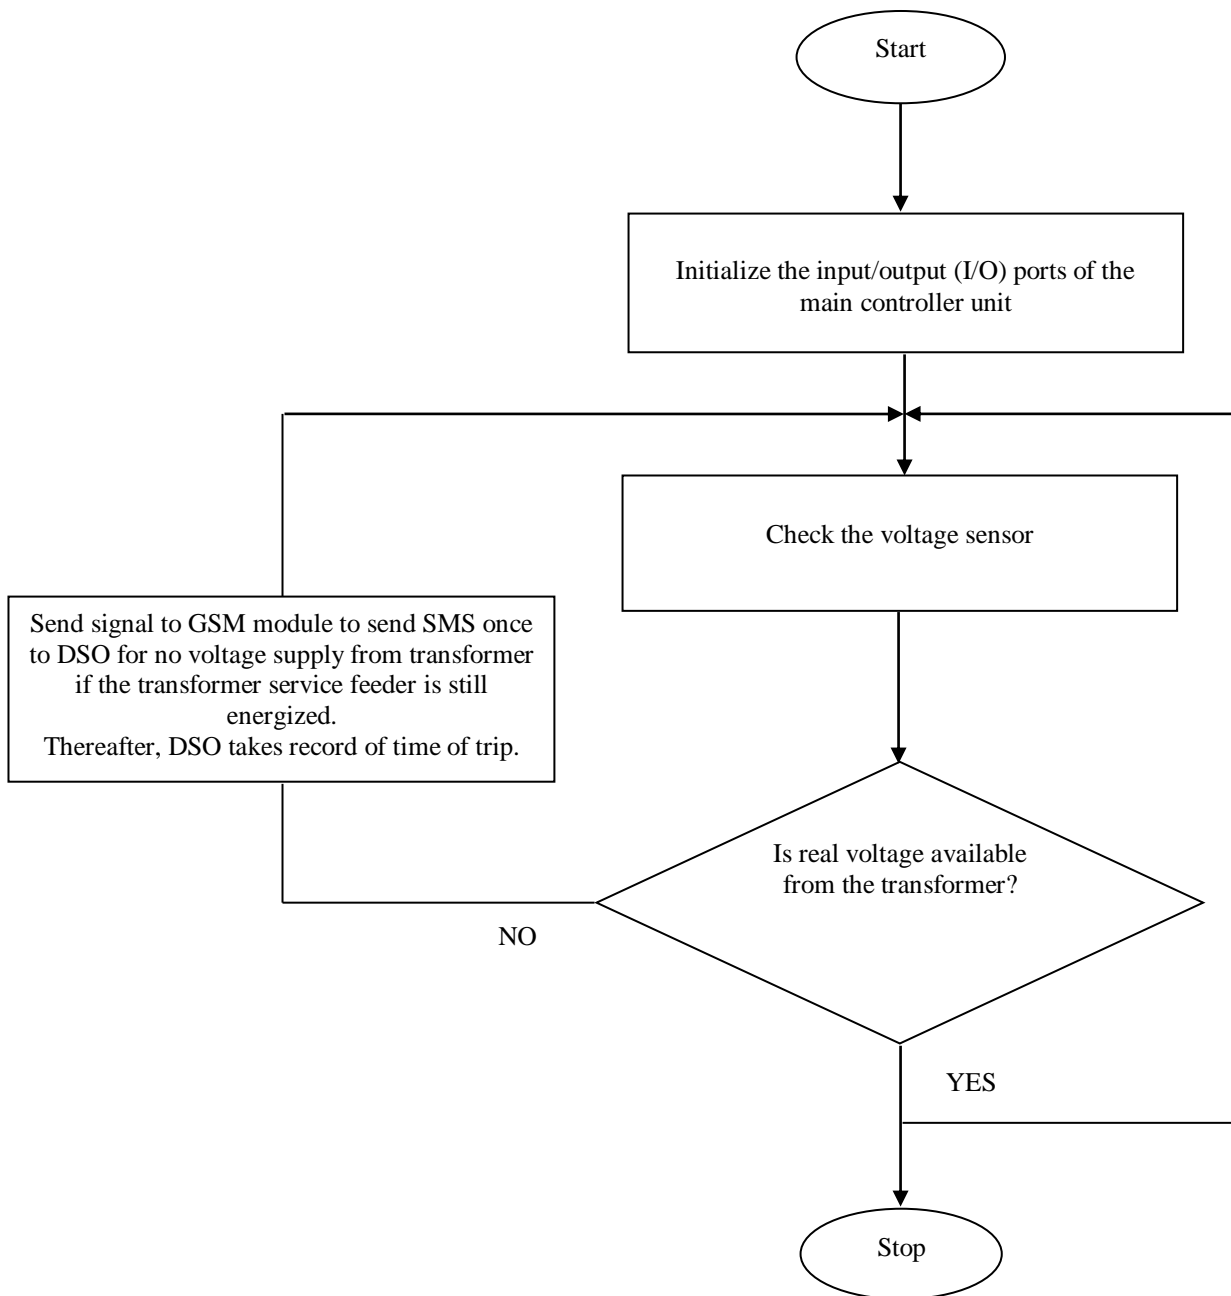 Start
Initialize the input/output (I/O) ports of the
main controller unit
Check the voltage sensor
Send signal to GSM module to send SMS once
to DSO for no voltage supply from transformer
if the transformer service feeder is still
energized.
Thereafter, DSO takes record of time of trip.
Is real voltage available
from the transformer?
NO
YES
Stop